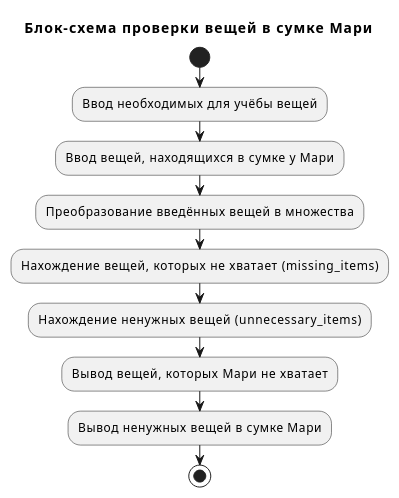 Блок-схема проверки вещей в сумке Мари
Ввод необходимых для учёбы вещей
Ввод вещей, находящихся в сумке у Мари
Преобразование введённых вещей в множества
Нахождение вещей, которых не хватает (missing_items)
Нахождение ненужных вещей (unnecessary_items)
Вывод вещей, которых Мари не хватает
Вывод ненужных вещей в сумке Мари